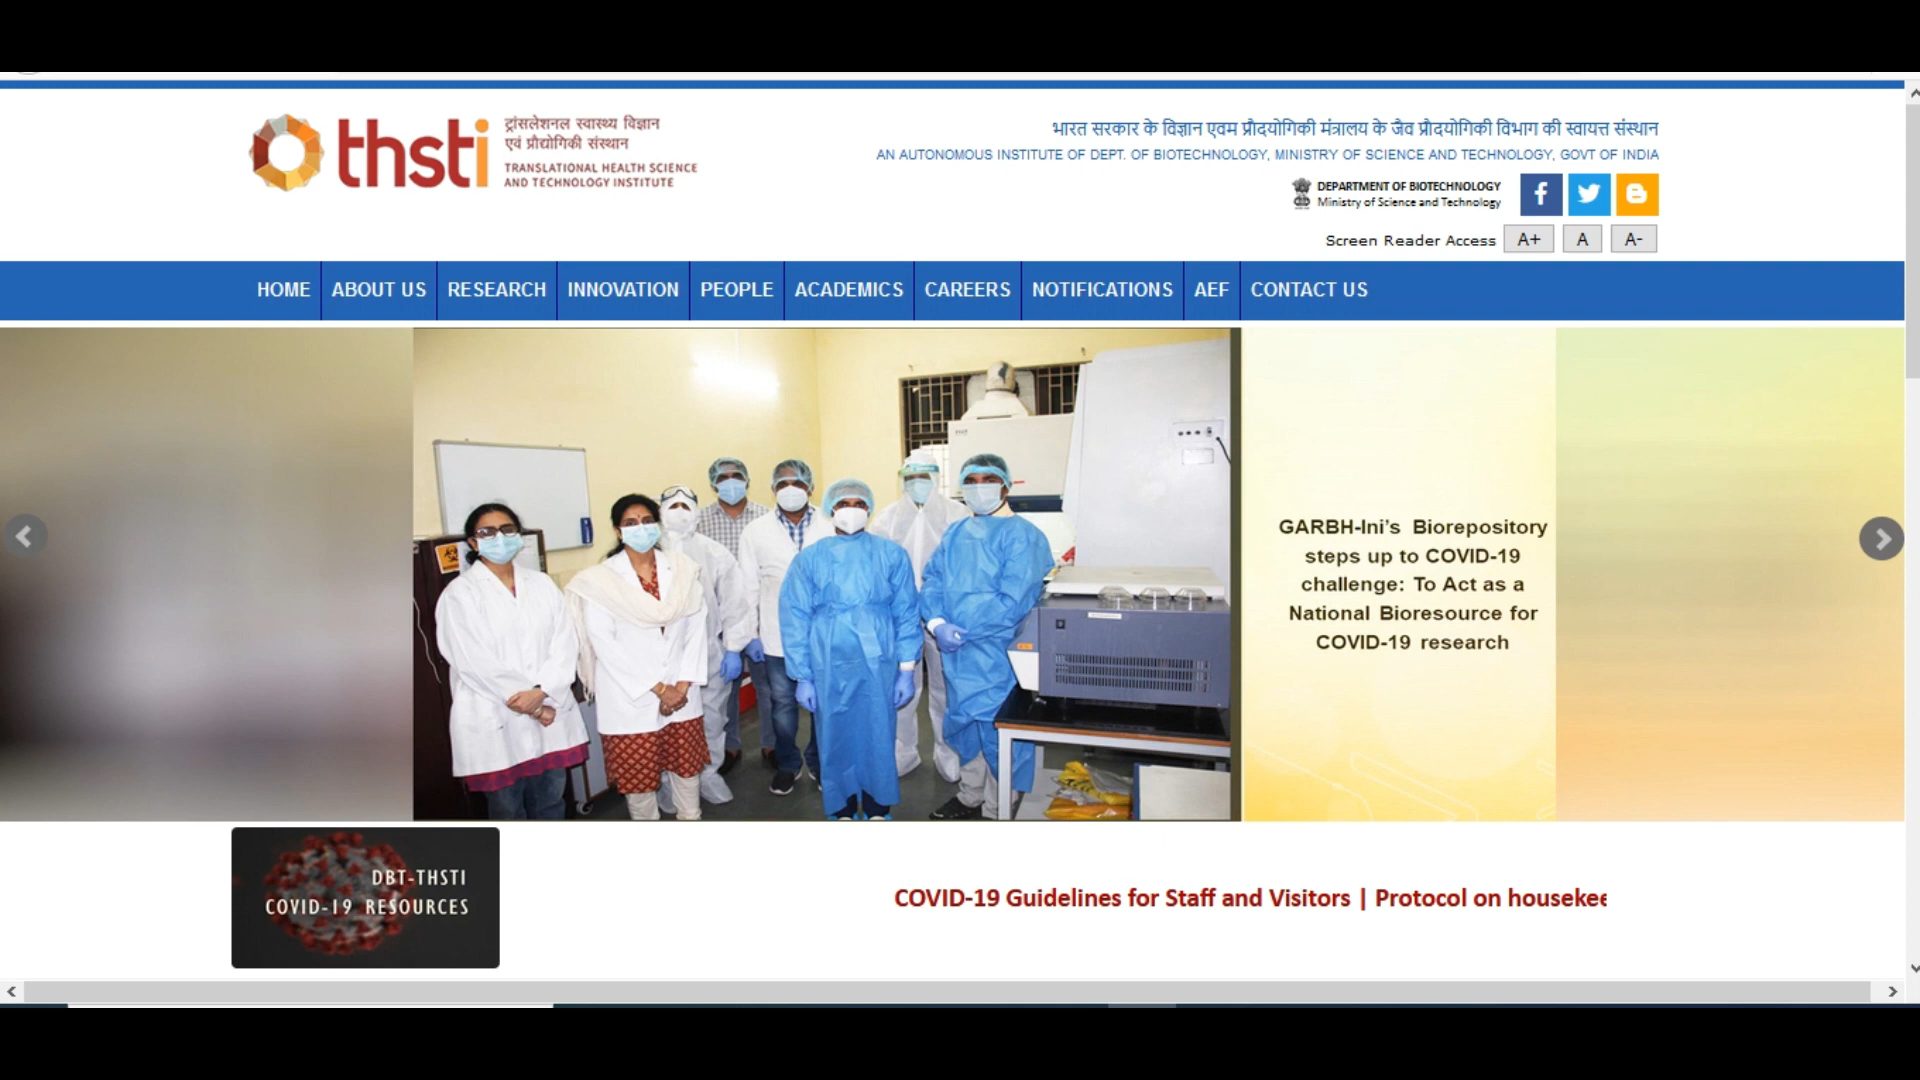 thsti
ट्रांसलेशनल स्वास्थ्य विज्ञान
एवं प्रौद्योगिकी संस्थान
TRANSLATIONAL HEALTH SCIENCE
AND TECHNOLOGY INSTITUTE
भारत सरकार के विज्ञान एवम प्रौदयोगिकी मंत्रालय के जैव प्रौदयोगिकी विभाग की स्वायत्त संस्थान
AN AUTONOMOUS INSTITUTE OF DEPT. OF BIOTECHNOLOGY, MINISTRY OF SCIENCE AND TECHNOLOGY, GOVT OF INDIA
DEPARTMENT OF BIOTECHNOLOGY
Ministry of Science and Technology
Screen Reader Access A+ A A-
HOME ABOUT US RESEARCH INNOVATION PEOPLE ACADEMICS CAREERS NOTIFICATIONS AEF CONTACT US
GARBH-Ini's Biorepository
steps up to COVID-19
challenge: To Act as a
National Bioresource for
COVID-19 research
DBT-THSTI
COVID-19 RESOURCES
COVID-19 Guidelines for Staff and Visitors | Protocol on housekee